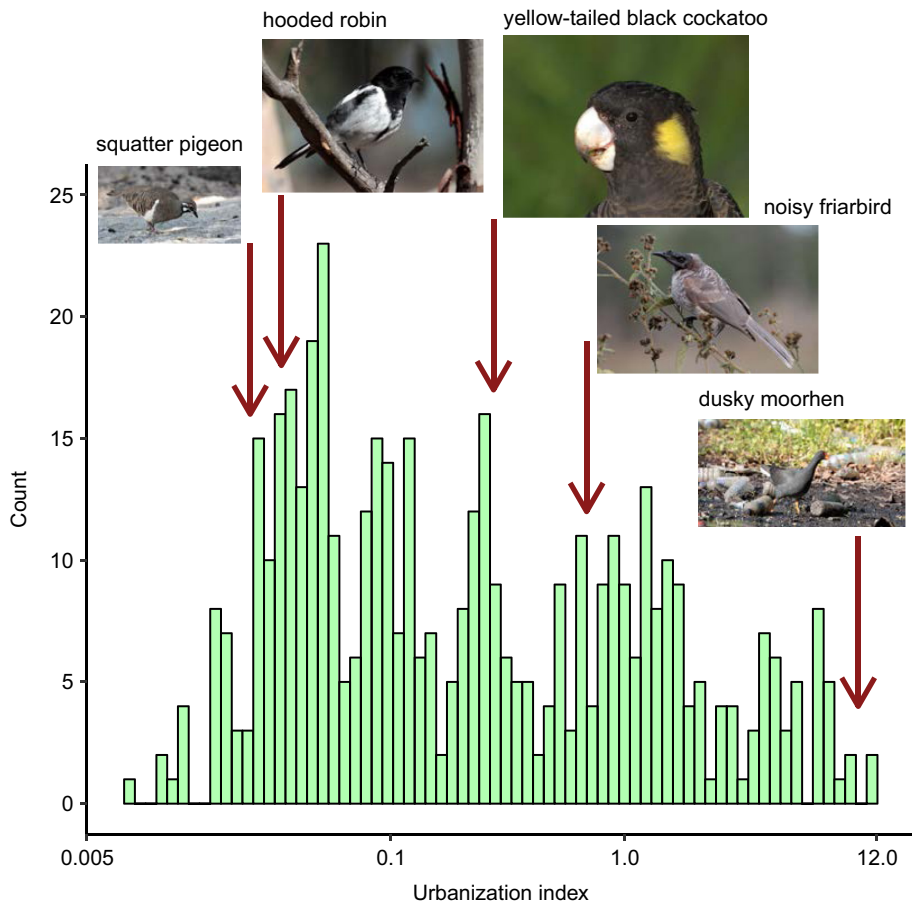 hooded robin
yellow-tailed black cockatoo
squatter pigeon
noisy friarbird
dusky moorhen
25
20
15
10
5
0
Count
0.005
0.1
1.0
12.0
Urbanization index